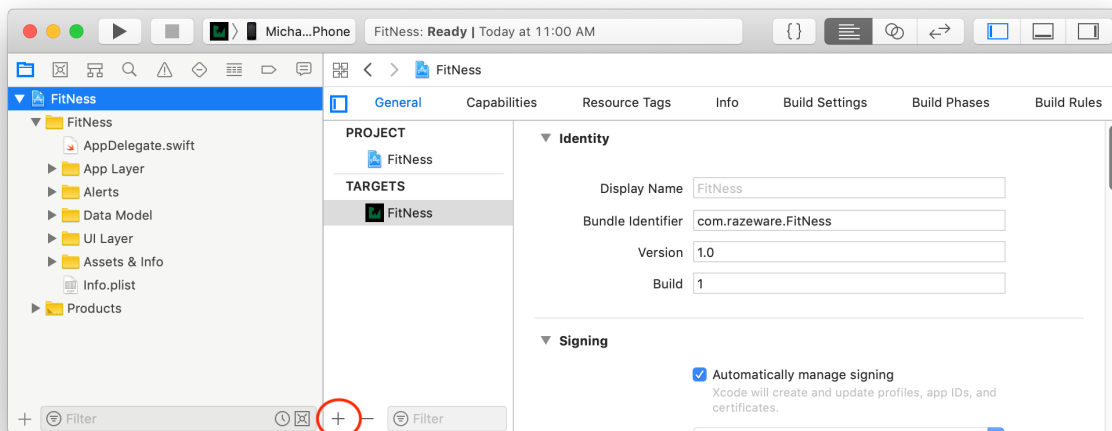 Micha...Phone
FitNess: Ready | Today at 11:00 AM
FitNess
FitNess
AppDelegate.swift
App Layer
Alerts
Data Model
UI Layer
Assets & Info
Info.plist
Products
Filter
FitNess
General Capabilities Resource Tags Info Build Settings Build Phases Build Rules
PROJECT
FitNess
TARGETS
FitNess
Filter
Identity
Display Name FitNess
Bundle Identifier com.razeware.FitNess
Version 1.0
Build 1
Signing
Automatically manage signing
Xcode will create and update profiles, app IDs, and
certificates.